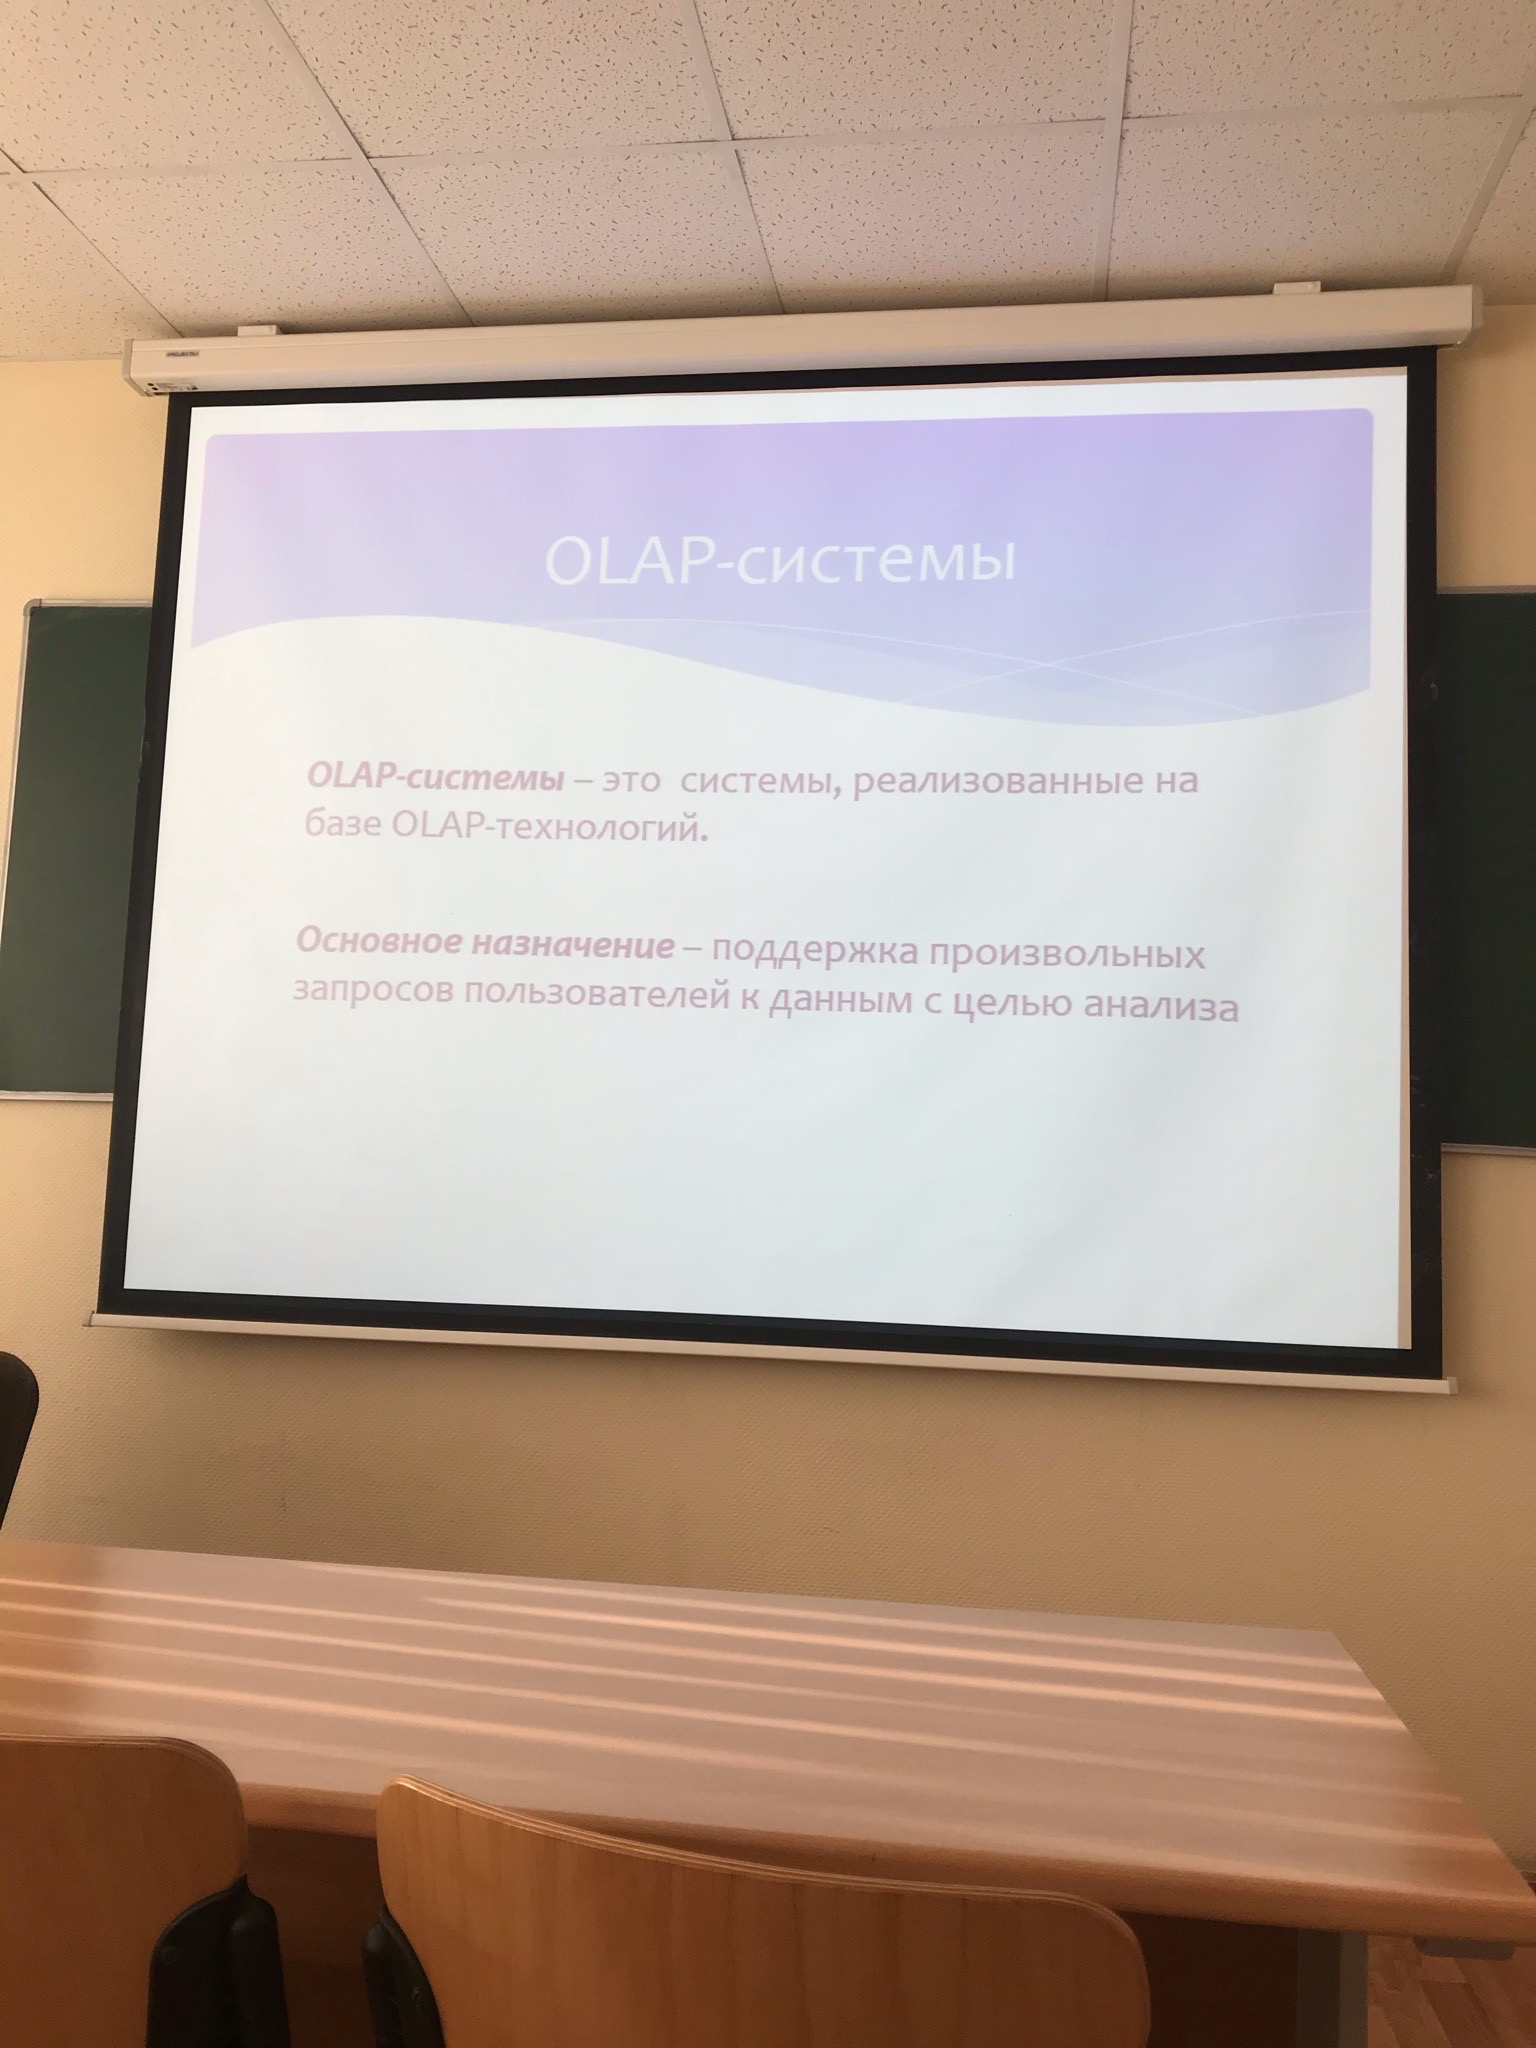 PROJECTA
OLAP-системы
OLAP-системы – это системы, реализованные на
базе OLAP-технологий.
Основное назначение – поддержка произвольных
запросов пользователей к данным с целью анализа